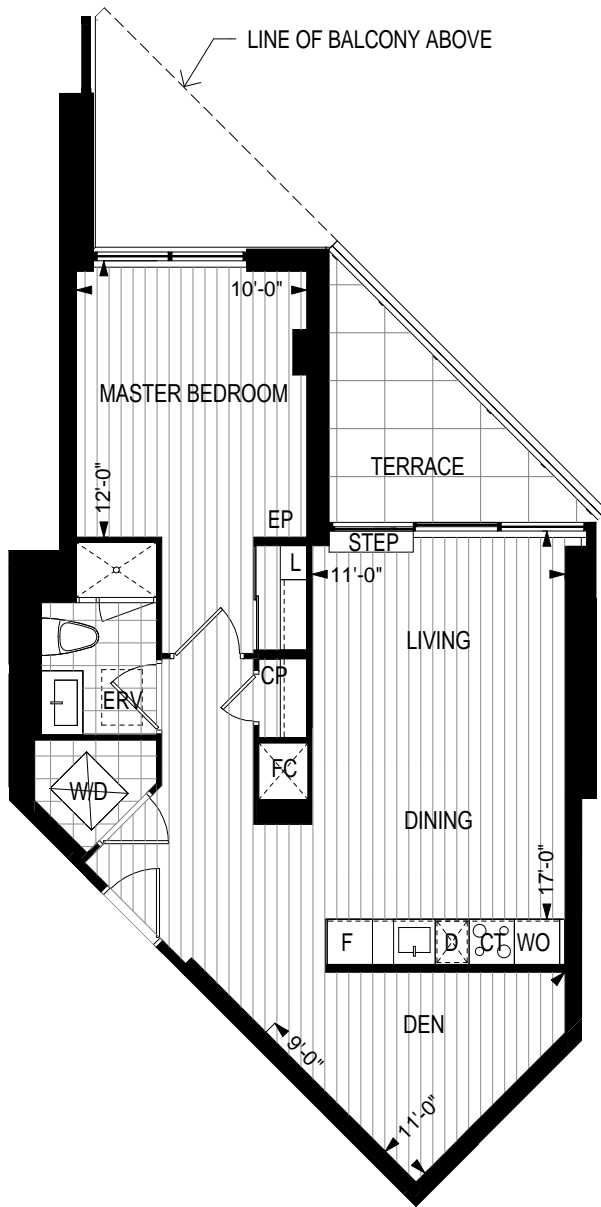 LINE OF BALCONY ABOVE
10'-0"
MASTER BEDROOM
TERRACE
12'-0"
EP
STEP
L
11'-0"
LIVING
CP
ERV
FC
W/D
DINING
17'-0"
F
D
CT
WO
DEN
9'-0"
11'-0"